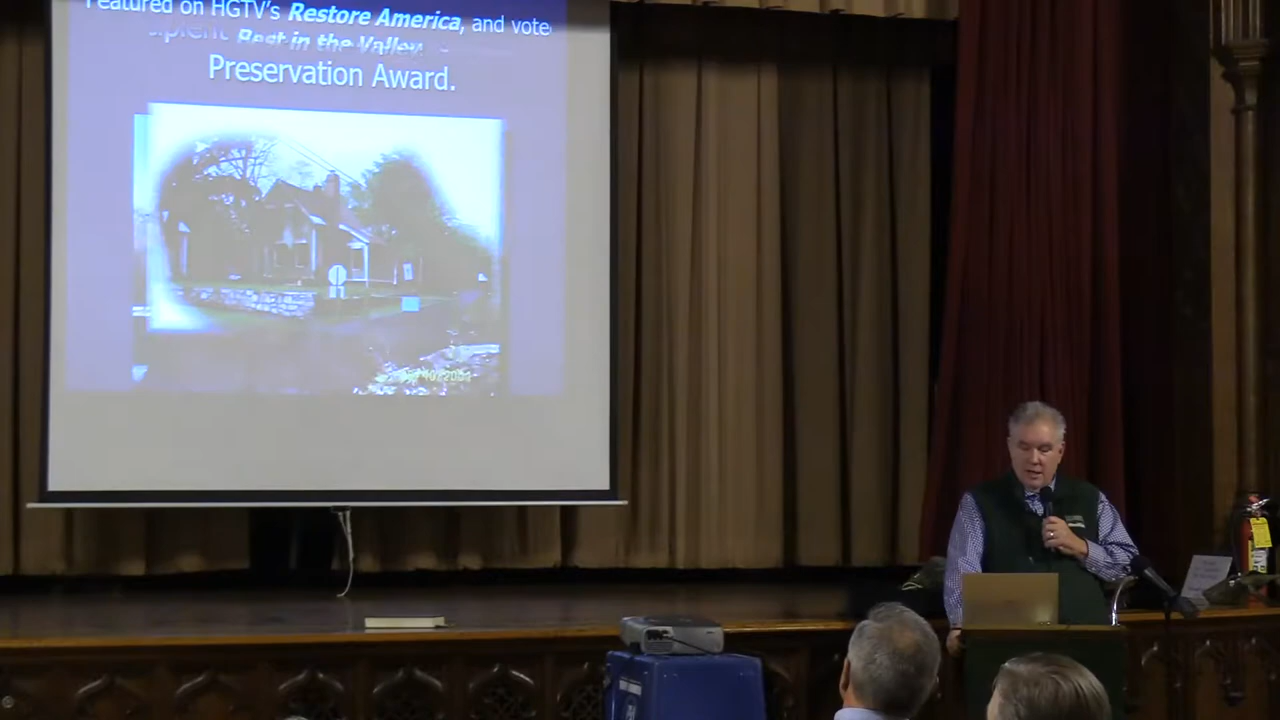 Featured on HGTV's Restore America, and vote
Best in the Valley.
Preservation Award.